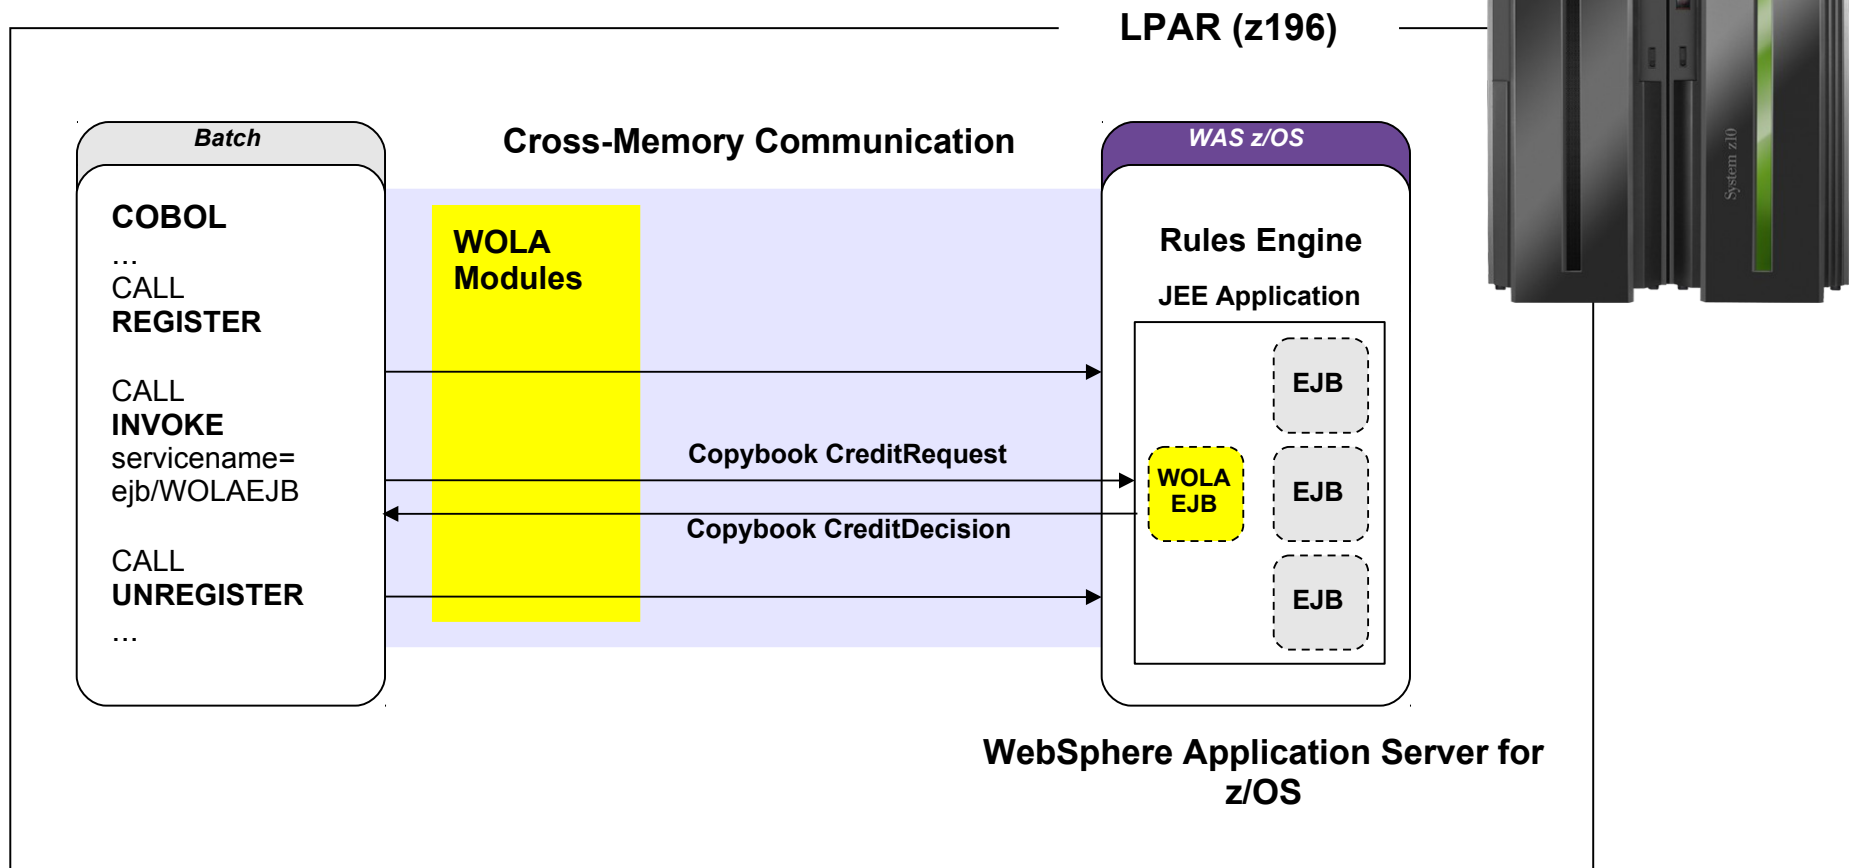 LPAR (z196)
System z10
Batch
Cross-Memory Communication
WAS z/OS
COBOL
...
CALL
REGISTER
CALL
INVOKE
servicename=
ejb/WOLAEJB
CALL
UNREGISTER
...
WOLA
Modules
Copybook CreditRequest
Copybook CreditDecision
Rules Engine
JEE Application
WOLA
EJB
EJB
EJB
EJB
WebSphere Application Server for
z/OS